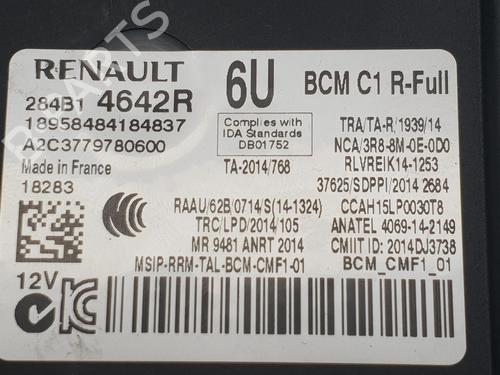 RENAULT 6U BCM C1 R-Full
284B1 4642R
18958484184837
A2C3779780600
Made in France
18283
Complies with
IDA Standards
DB01752
TA-2014/768
TRA/TA-R/1939/14
NCA/3R8-8M-0E-0D0
RLVREIK14-1253
37625/SDPPI/2014 2684
RAAU/62B/0714/S(14-1324) CCAH15LP0030T8
TRC/LPD/2014/105 ANATEL 4069-14-2149
MR 9481 ANRT 2014 CMIIT ID: 2014DJ3738
12V MSIP-RRM-TAL-BCM-CMF1-01 BCM_CMF1_01